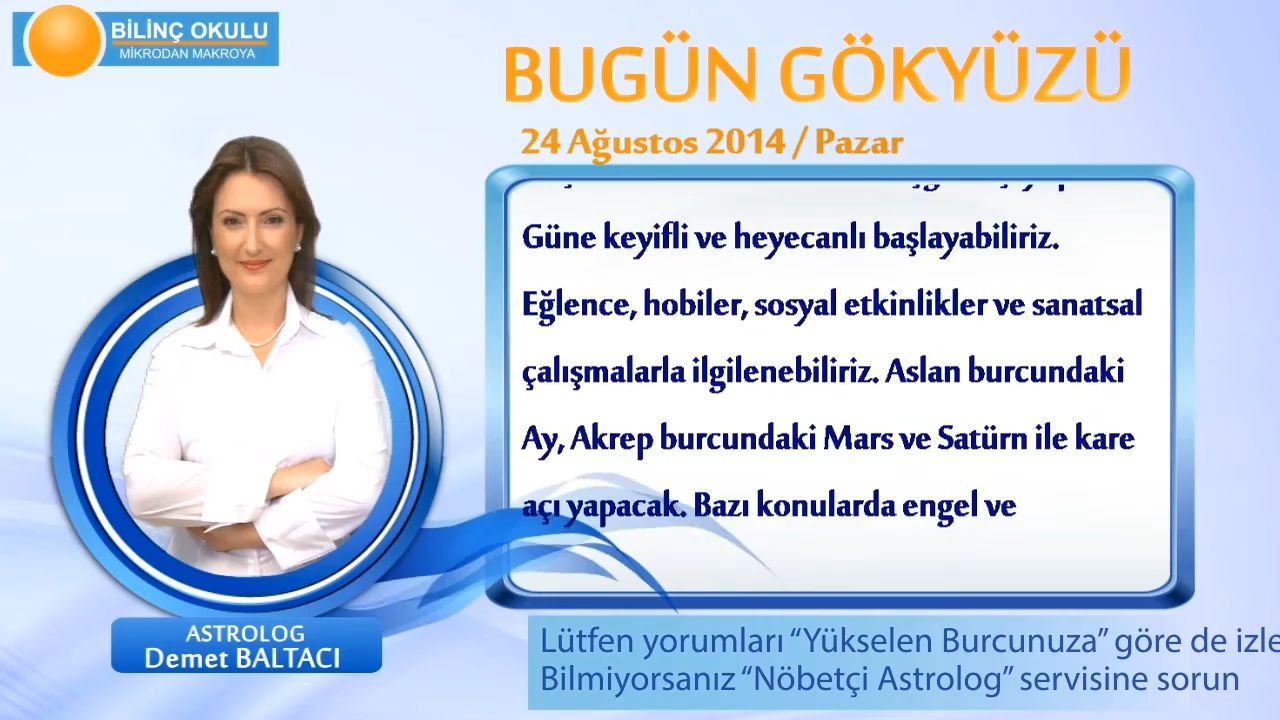 BİLİNÇ OKULU
MİKRODAN MAKROYA
BUGÜN GÖKYÜZÜ
24 Ağustos 2014 / Pazar
Güne keyifli ve heyecanlı başlayabiliriz.
Eğlence, hobiler, sosyal etkinlikler ve sanatsal
çalışmalarla ilgilenebiliriz. Aslan burcundaki
Ay, Akrep burcundaki Mars ve Satürn ile kare
açı yapacak. Bazı konularda engel ve
ASTROLOG
Demet BALTACI
Lütfen yorumları “Yükselen Burcunuza” göre de izle
Bilmiyorsanız “Nöbetçi Astrolog” servisine sorun